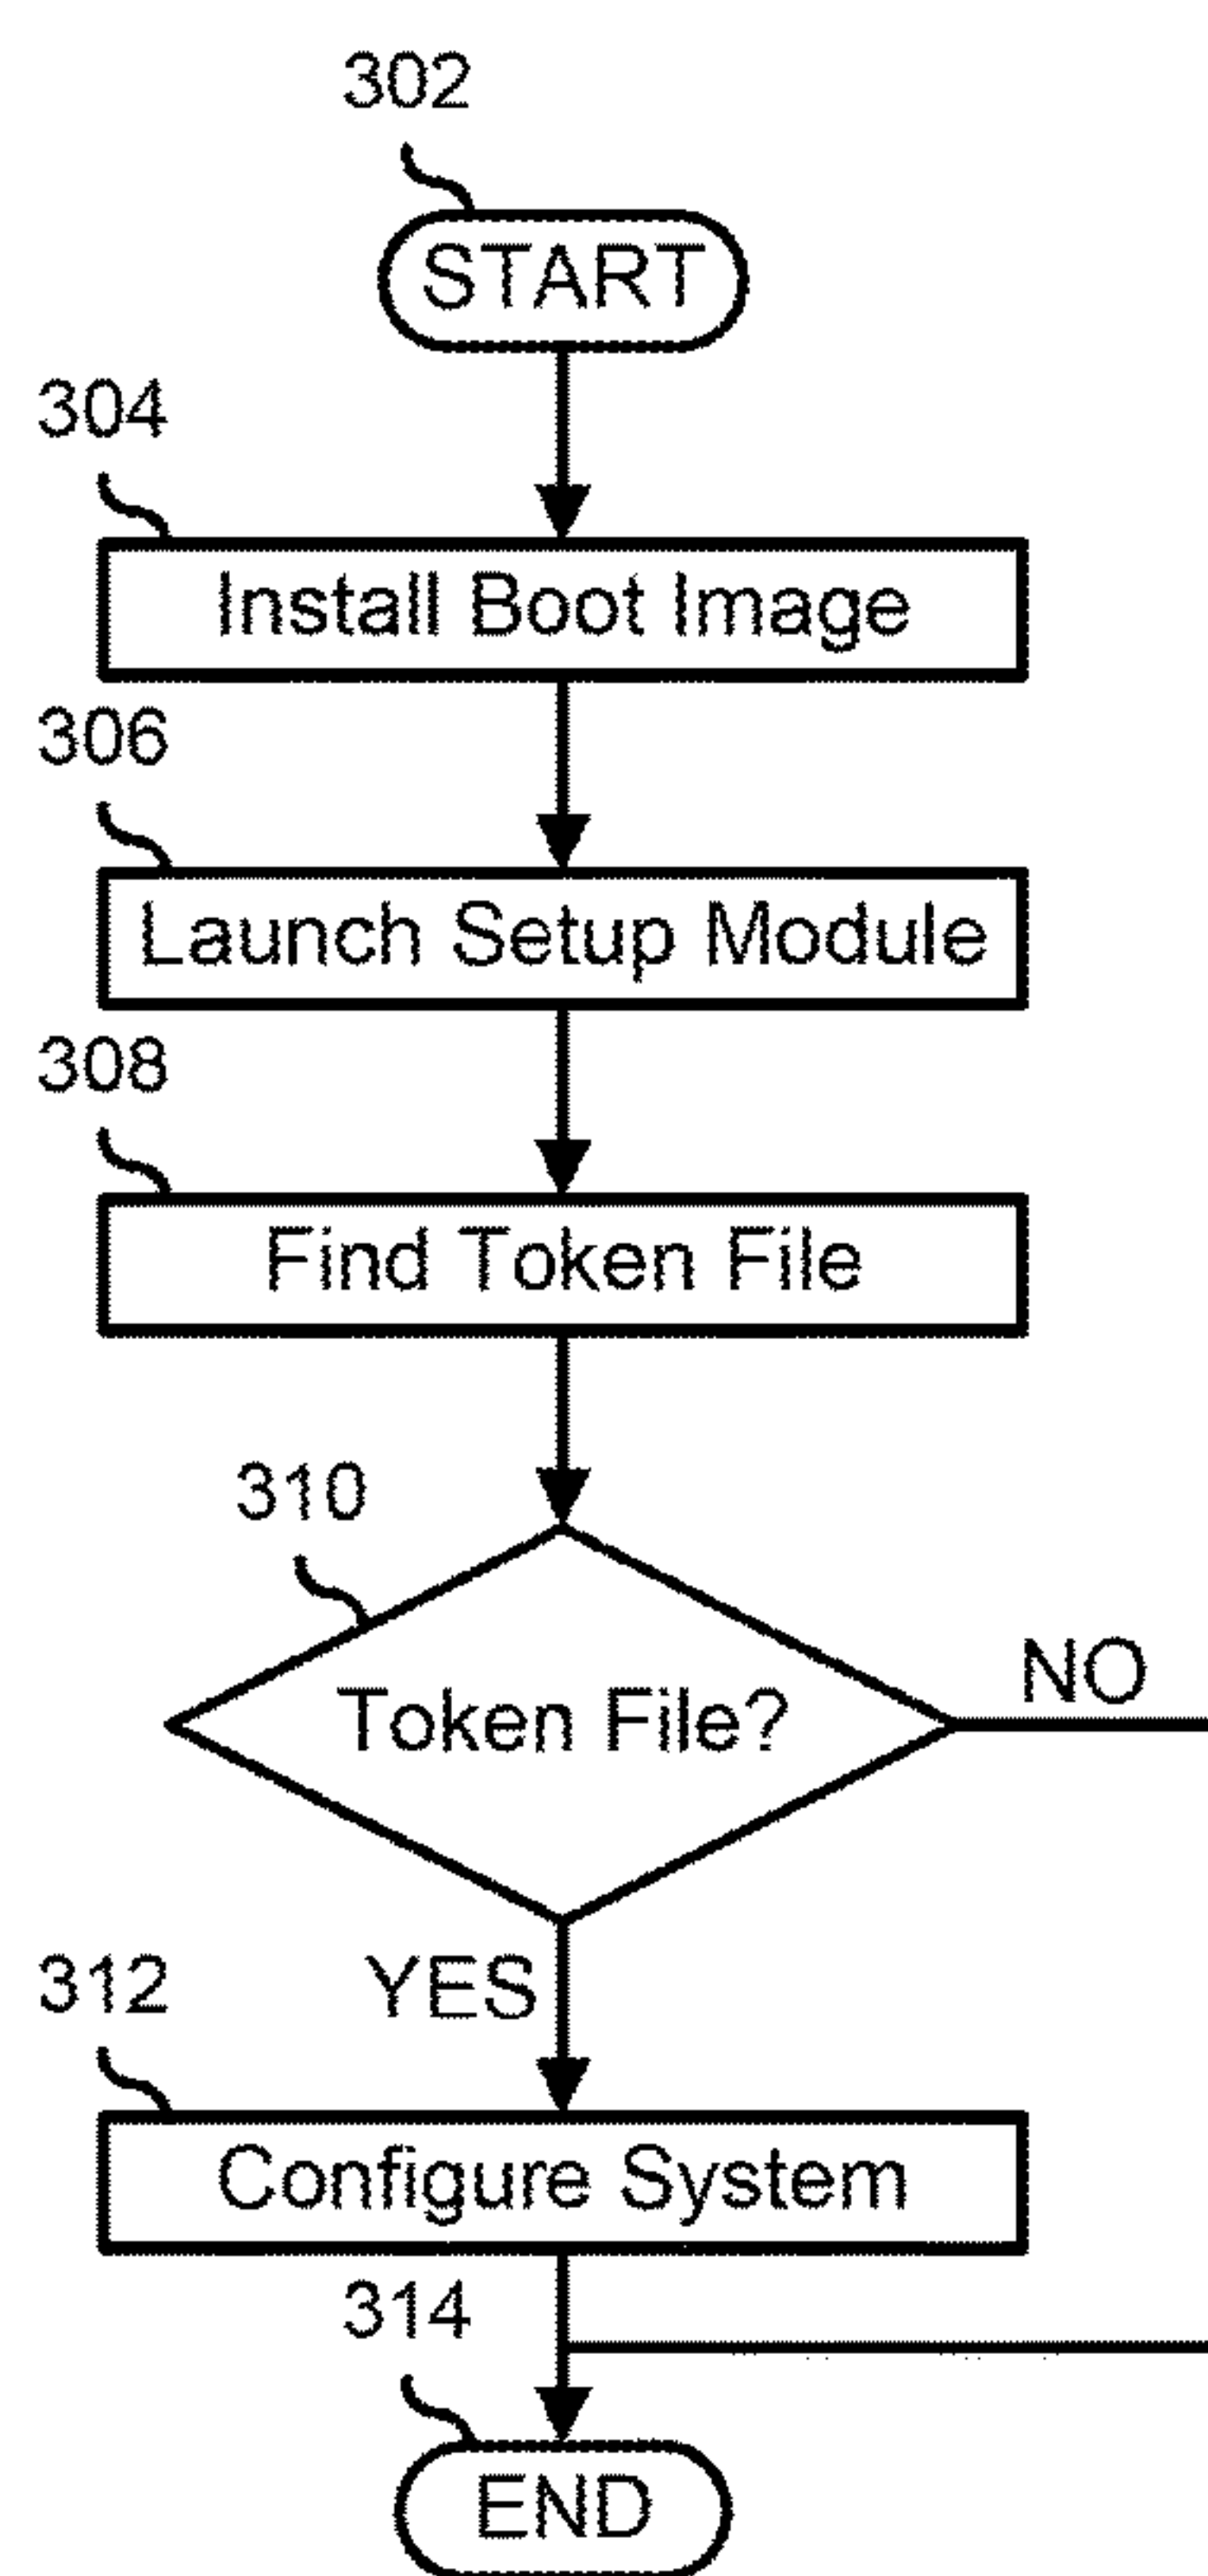 302
START
304
Install Boot Image
306
Launch Setup Module
308
Find Token File
310
Token File?
NO
YES
312
Configure System
314
END